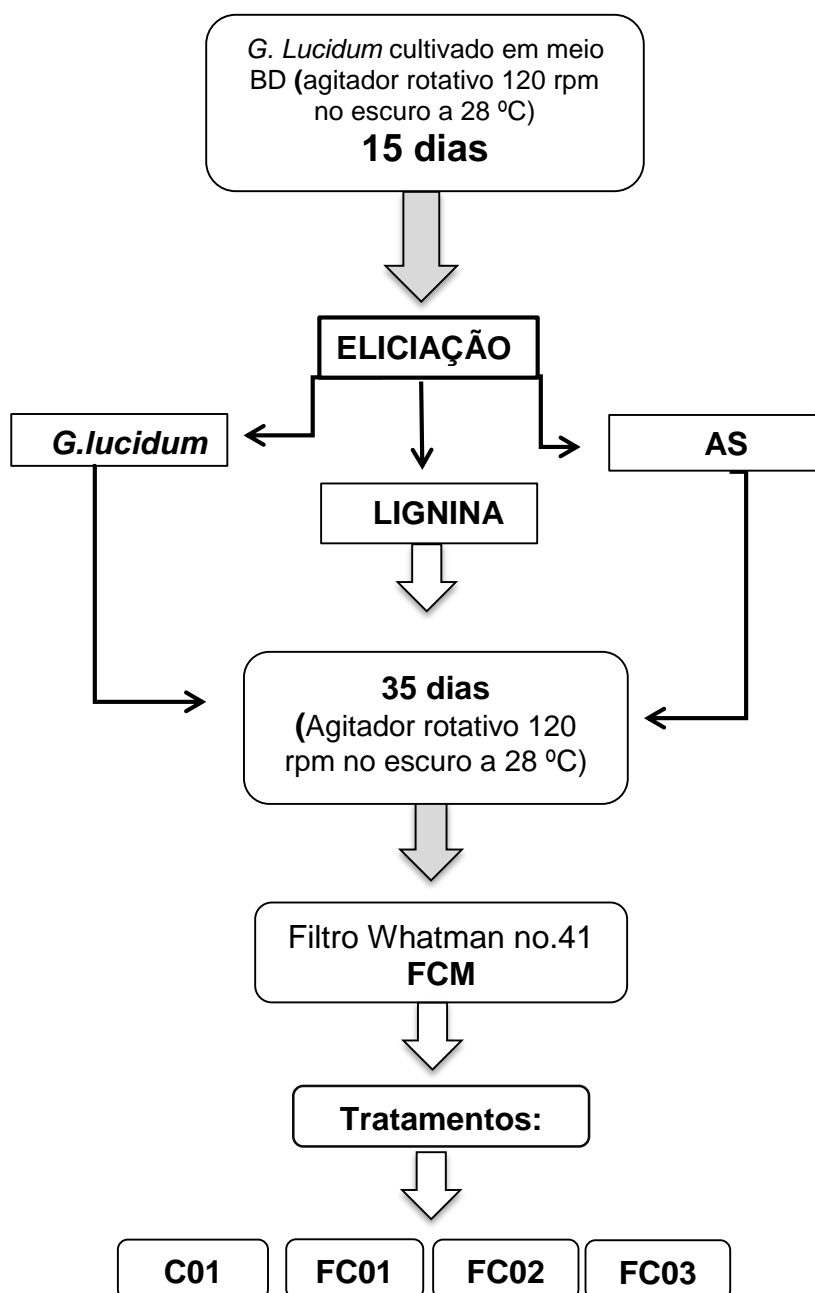 G. Lucidum cultivado em meio
BD (agitador rotativo 120 rpm
no escuro a 28 ºC)
15 dias
ELICIAÇÃO
G.lucidum
AS
LIGNINA
35 dias
(Agitador rotativo 120
rpm no escuro a 28 ºC)
Filtro Whatman no.41
FCM
Tratamentos:
C01
FC01
FC02
FC03